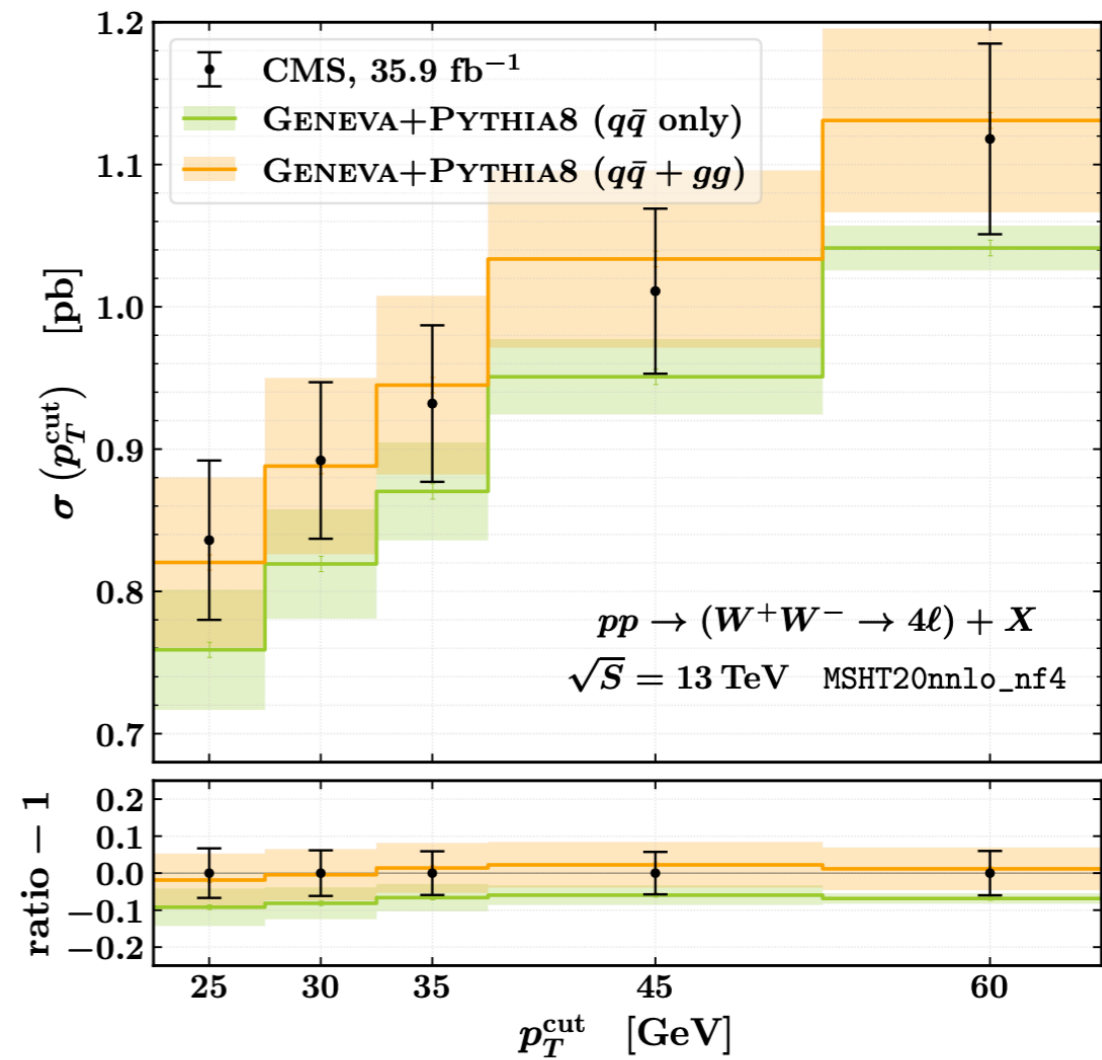 CMS, 35.9 fb⁻¹
GENEVA+PYTHIA8 (qq̄ only)
GENEVA+PYTHIA8 (qq̄ + gg)
1.2
1.1
1.0
0.9
0.8
0.7
σ (p_T^cut) [pb]
pp → (W⁺W⁻ → 4ℓ) + X
√S = 13 TeV MSHT20nnlo_nf4
0.2
0.1
0.0
−0.1
−0.2
ratio − 1
25 30 35 45 60
p_T^cut [GeV]